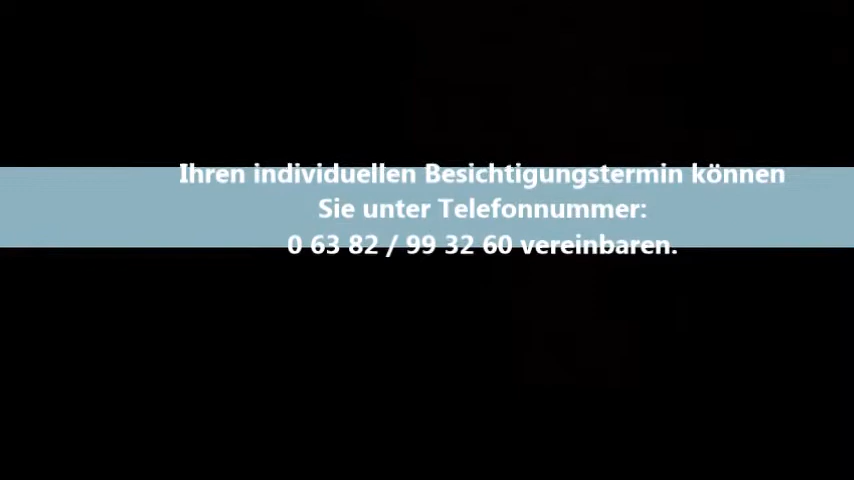 Ihren individuellen Besichtigungstermin können
Sie unter Telefonnummer:
0 63 82 / 99 32 60 vereinbaren.